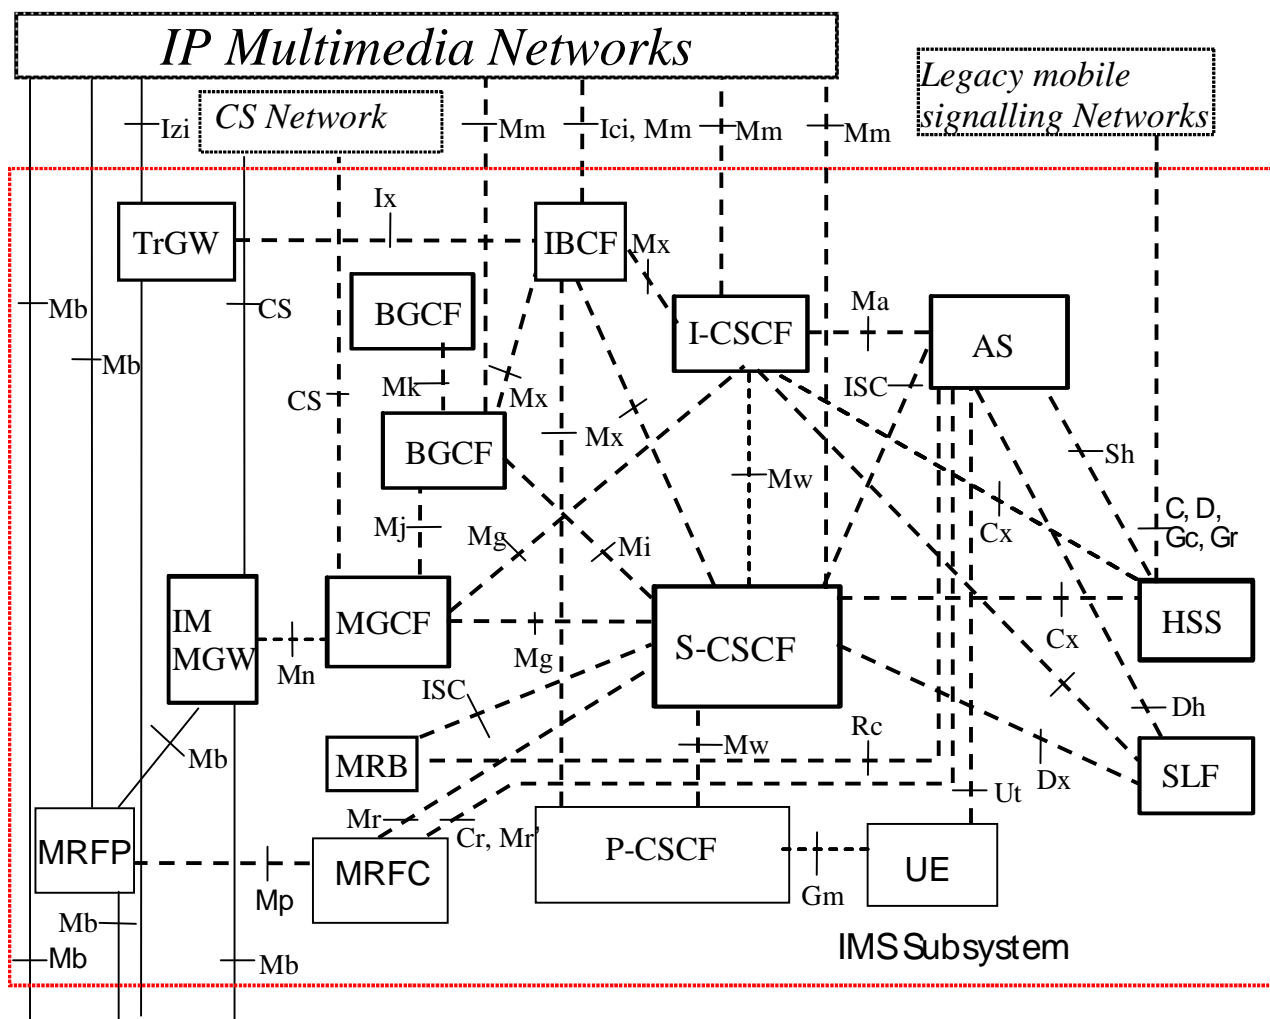 IP Multimedia Networks
Legacy mobile
signalling Networks
CS Network
Izi
Mm
Ici, Mm
Mm
Mm
Ix
TrGW
IBCF
Mx
Mb
CS
BGCF
I-CSCF
Ma
AS
Mb
Mk
CS
Mx
ISC
BGCF
Mx
Mw
Sh
Mj
Mg
Mi
Cx
C, D,
Gc, Gr
IM
MGW
MGCF
Mn
Mg
S-CSCF
Cx
HSS
ISC
Mb
MRB
Mw
Rc
Dh
Dx
SLF
Ut
Mr
Cr, Mr'
MRFP
Mp
MRFC
P-CSCF
Gm
UE
Mb
Mb
Mb
IMS Subsystem